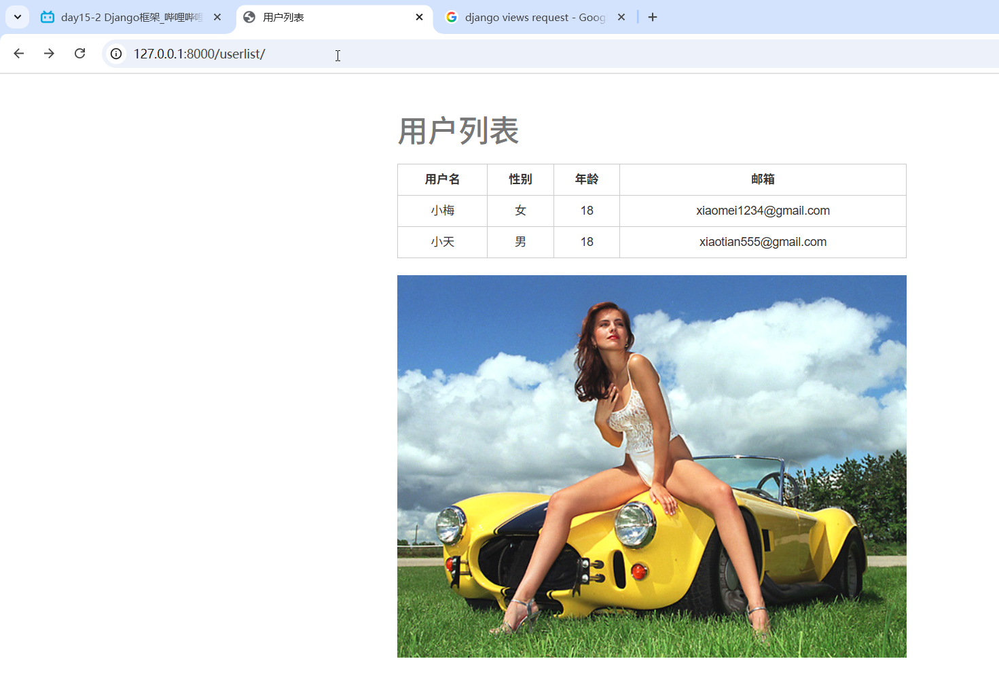 day15-2 Django框架_哔哩哔哩
用户列表
django views request - Goog
127.0.0.1:8000/userlist/
用户列表
用户名 性别 年龄 邮箱
小梅 女 18 xiaomei1234@gmail.com
小天 男 18 xiaotian555@gmail.com